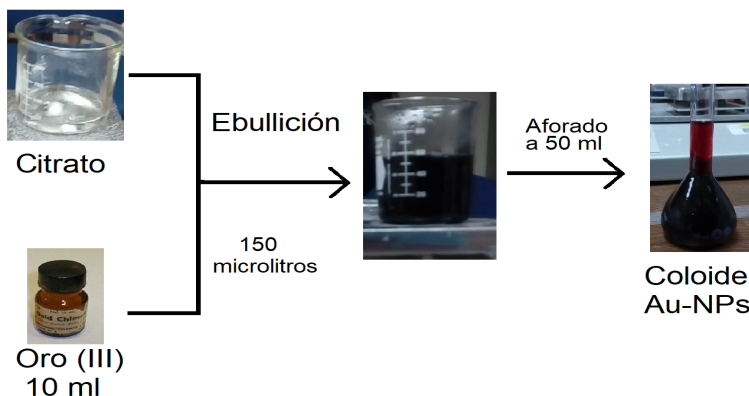 Citrato
Ebullición
150
microlitros
Oro (III)
10 ml
Aforado
a 50 ml
Coloide
Au-NPs